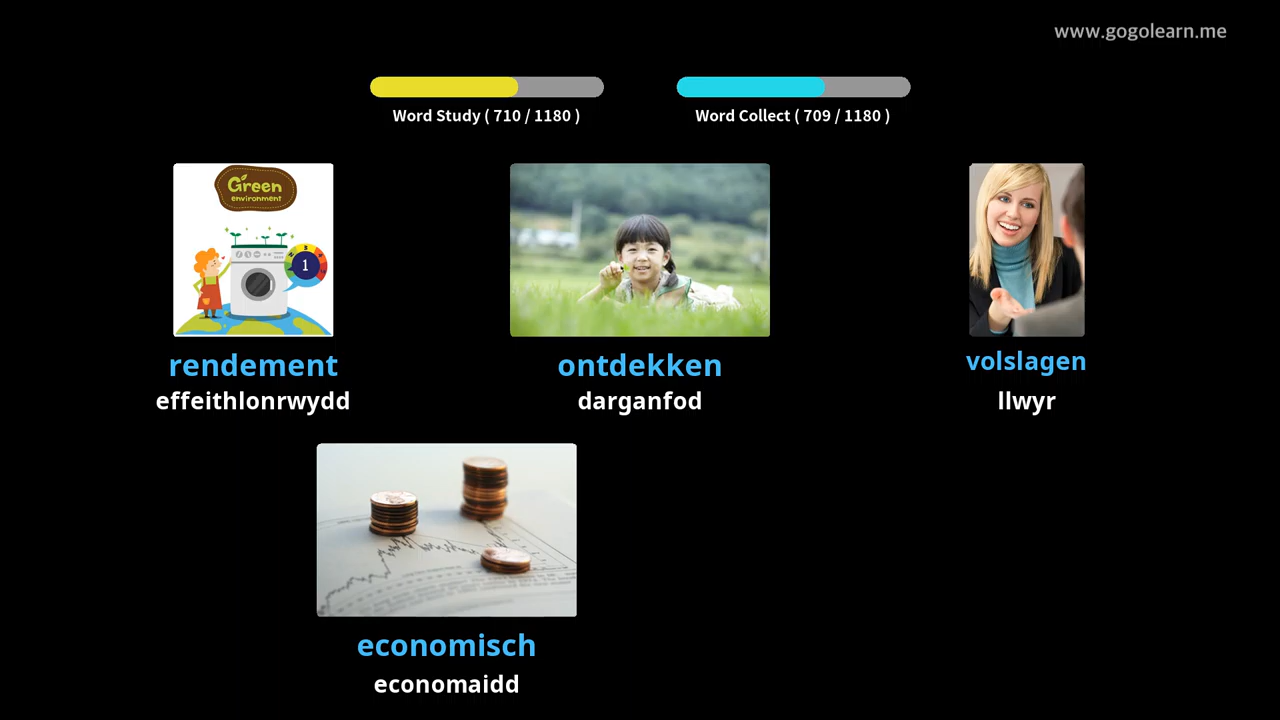 www.gogolearn.me
Word Study ( 710 / 1180 )
Word Collect ( 709 / 1180 )
Green
environment
1
rendement
effeithlonrwydd
ontdekken
darganfod
volslagen
llwyr
economisch
economaidd